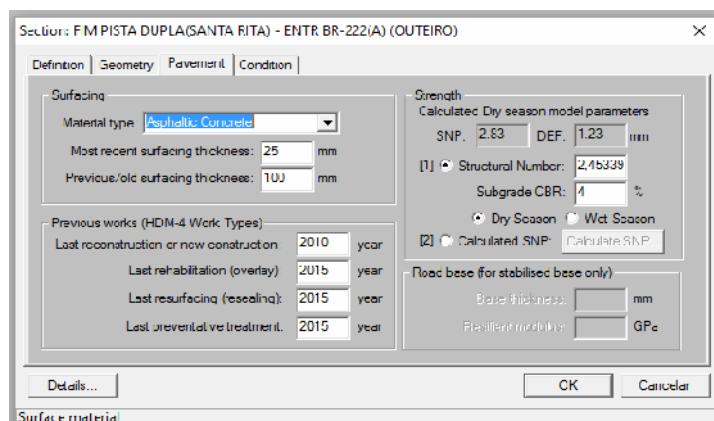 Section: FIM PISTA DUPLA(SANTA RITA) - ENTR BR-222(A) (OUTEIRO)
Definition Geometry Pavement Condition
Surfacing
Material type: Asphaltic Concrete
Most recent surfacing thickness: 25 mm
Previous/old surfacing thickness: 100 mm
Previous works (HDM-4 Work Types)
Last reconstruction or new construction: 2010 year
Last rehabilitation (overlay): 2015 year
Last resurfacing (resealing): 2015 year
Last preventative treatment: 2015 year
Strength
Calculated Dry season model parameters
SNP: 2.83 DEF: 1.23 mm
[1] Structural Number: 2,45339
Subgrade CBR: 4 %
Dry Season Wet Season
[2] Calculated SNP: Calculate SNP...
Road base (for stabilised base only)
Base thickness: mm
Resilient modulus: GPa
Details... OK Cancelar
Surface material